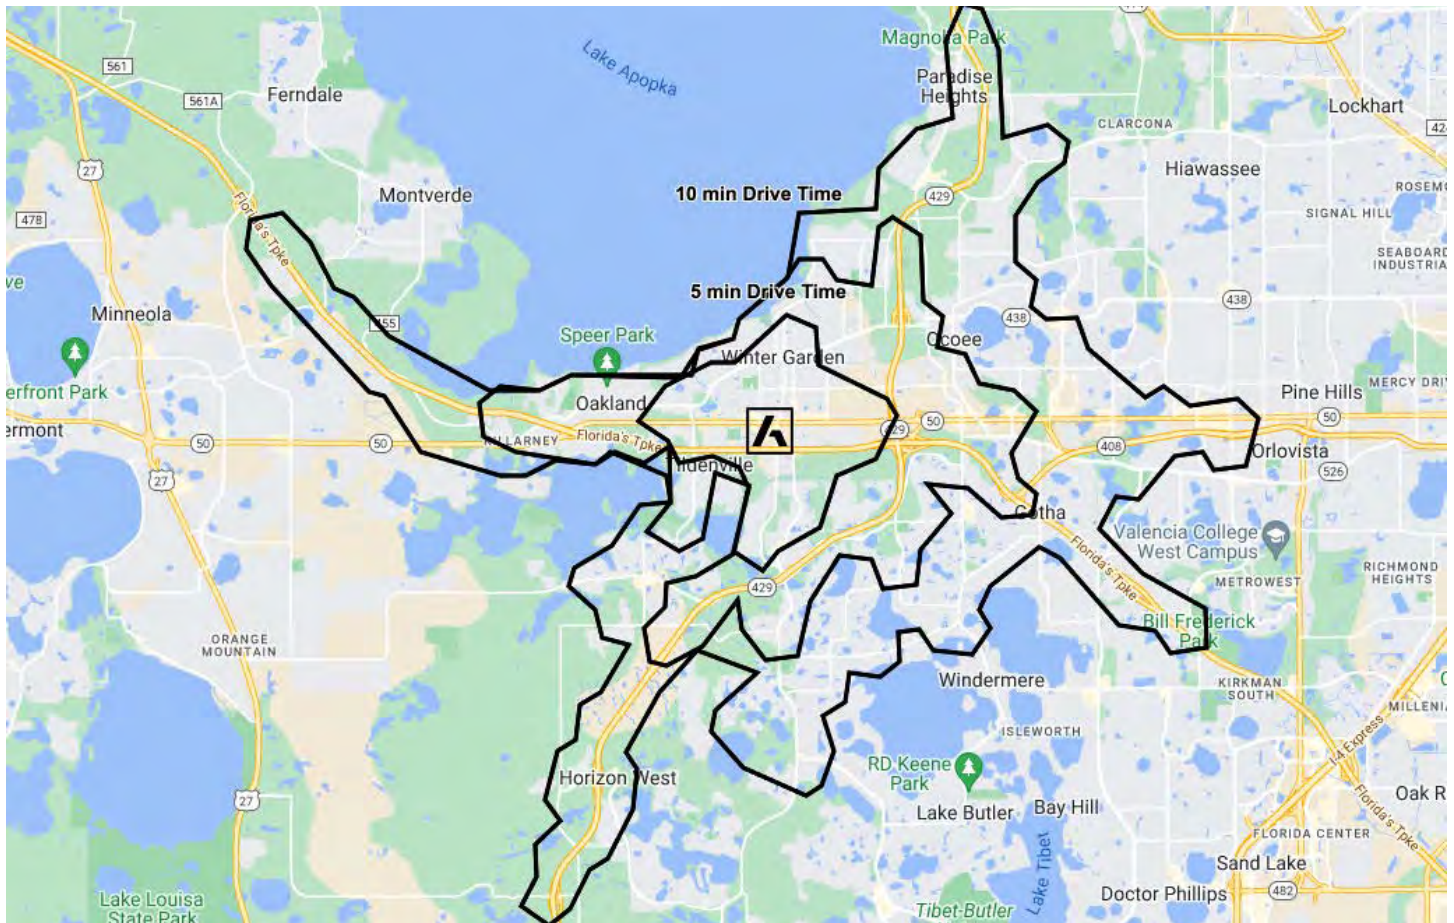 Magnolia Park
Lake Apopka
561
Paradise
Heights
Ferndale
561A
Lockhart
CLARCONA
Hiawassee
27
10 min Drive Time
Montverde
429
ROSEM
478
SIGNAL HILL
Florida's Tpke
SEABOARD
INDUSTRIA
ve
5 min Drive Time
Minneola
438
438
455
Speer Park
Ocoee
Winter Garden
erfront Park
Oakland
Pine Hills
MERCY DRIV
ermont
50
50
KILLARNEY
Florida's Tpke
429
50
408
50
Tildenville
Orlovista
526
27
Gotha
Valencia College
West Campus
Florida's Tpke
METROWEST
RICHMOND
HEIGHTS
429
Bill Frederick
Park
ORANGE
MOUNTAIN
Windermere
KIRKMAN
SOUTH
MILLENIA
ISLEWORTH
I-4 Express
Horizon West
RD Keene
Park
27
Lake Butler
Bay Hill
Oak R
Florida's Tpke
FLORIDA CENTER
Lake Tibet
Sand Lake
482
Doctor Phillips
Lake Louisa
State Park
Tibet-Butler